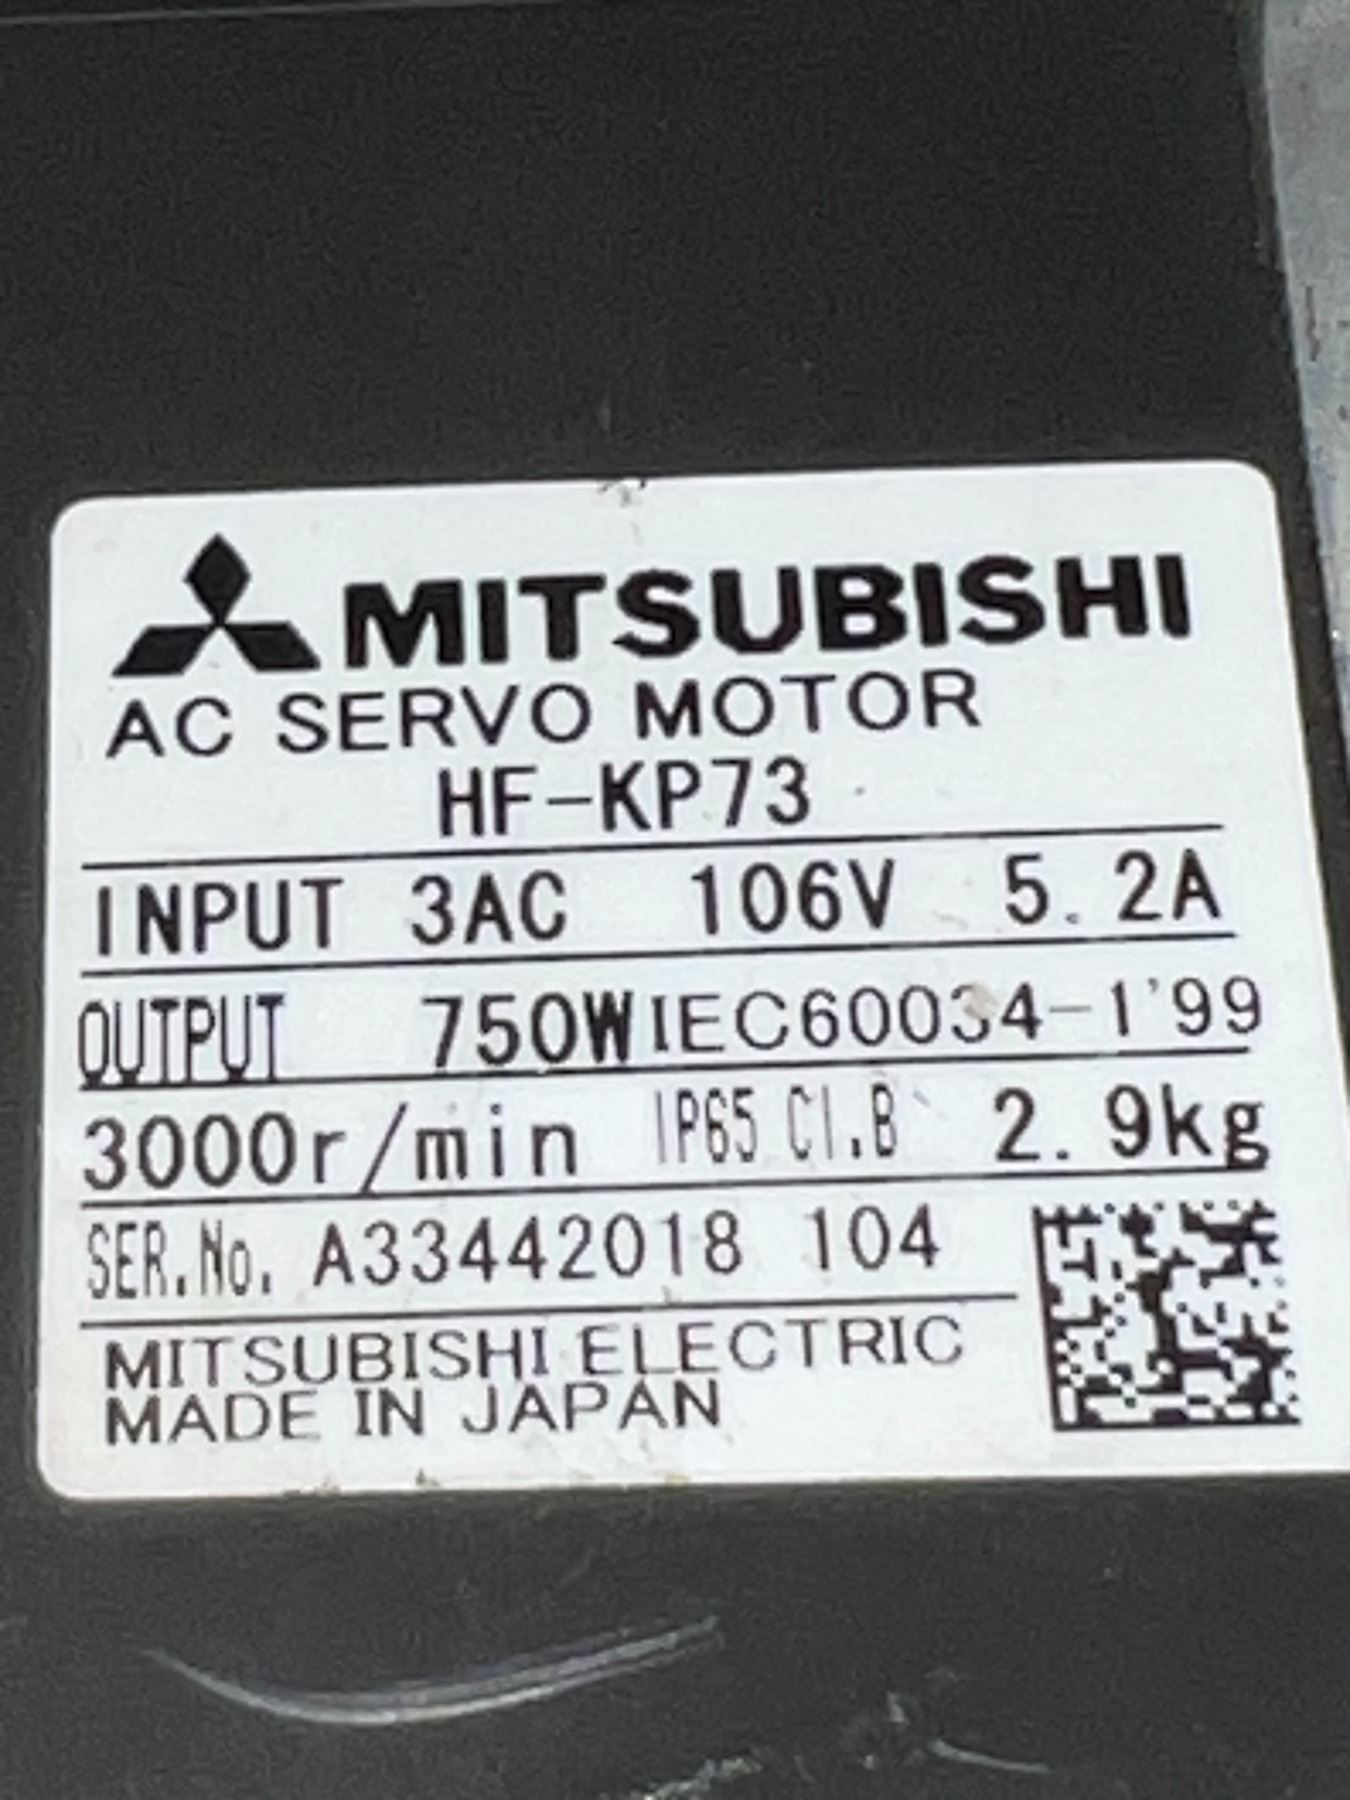 MITSUBISHI
AC SERVO MOTOR
HF-KP73
INPUT 3AC 106V 5.2A
OUTPUT 750W IEC60034-1'99
3000r/min IP65 CI.B 2.9kg
SER.No. A33442018 104
MITSUBISHI ELECTRIC
MADE IN JAPAN